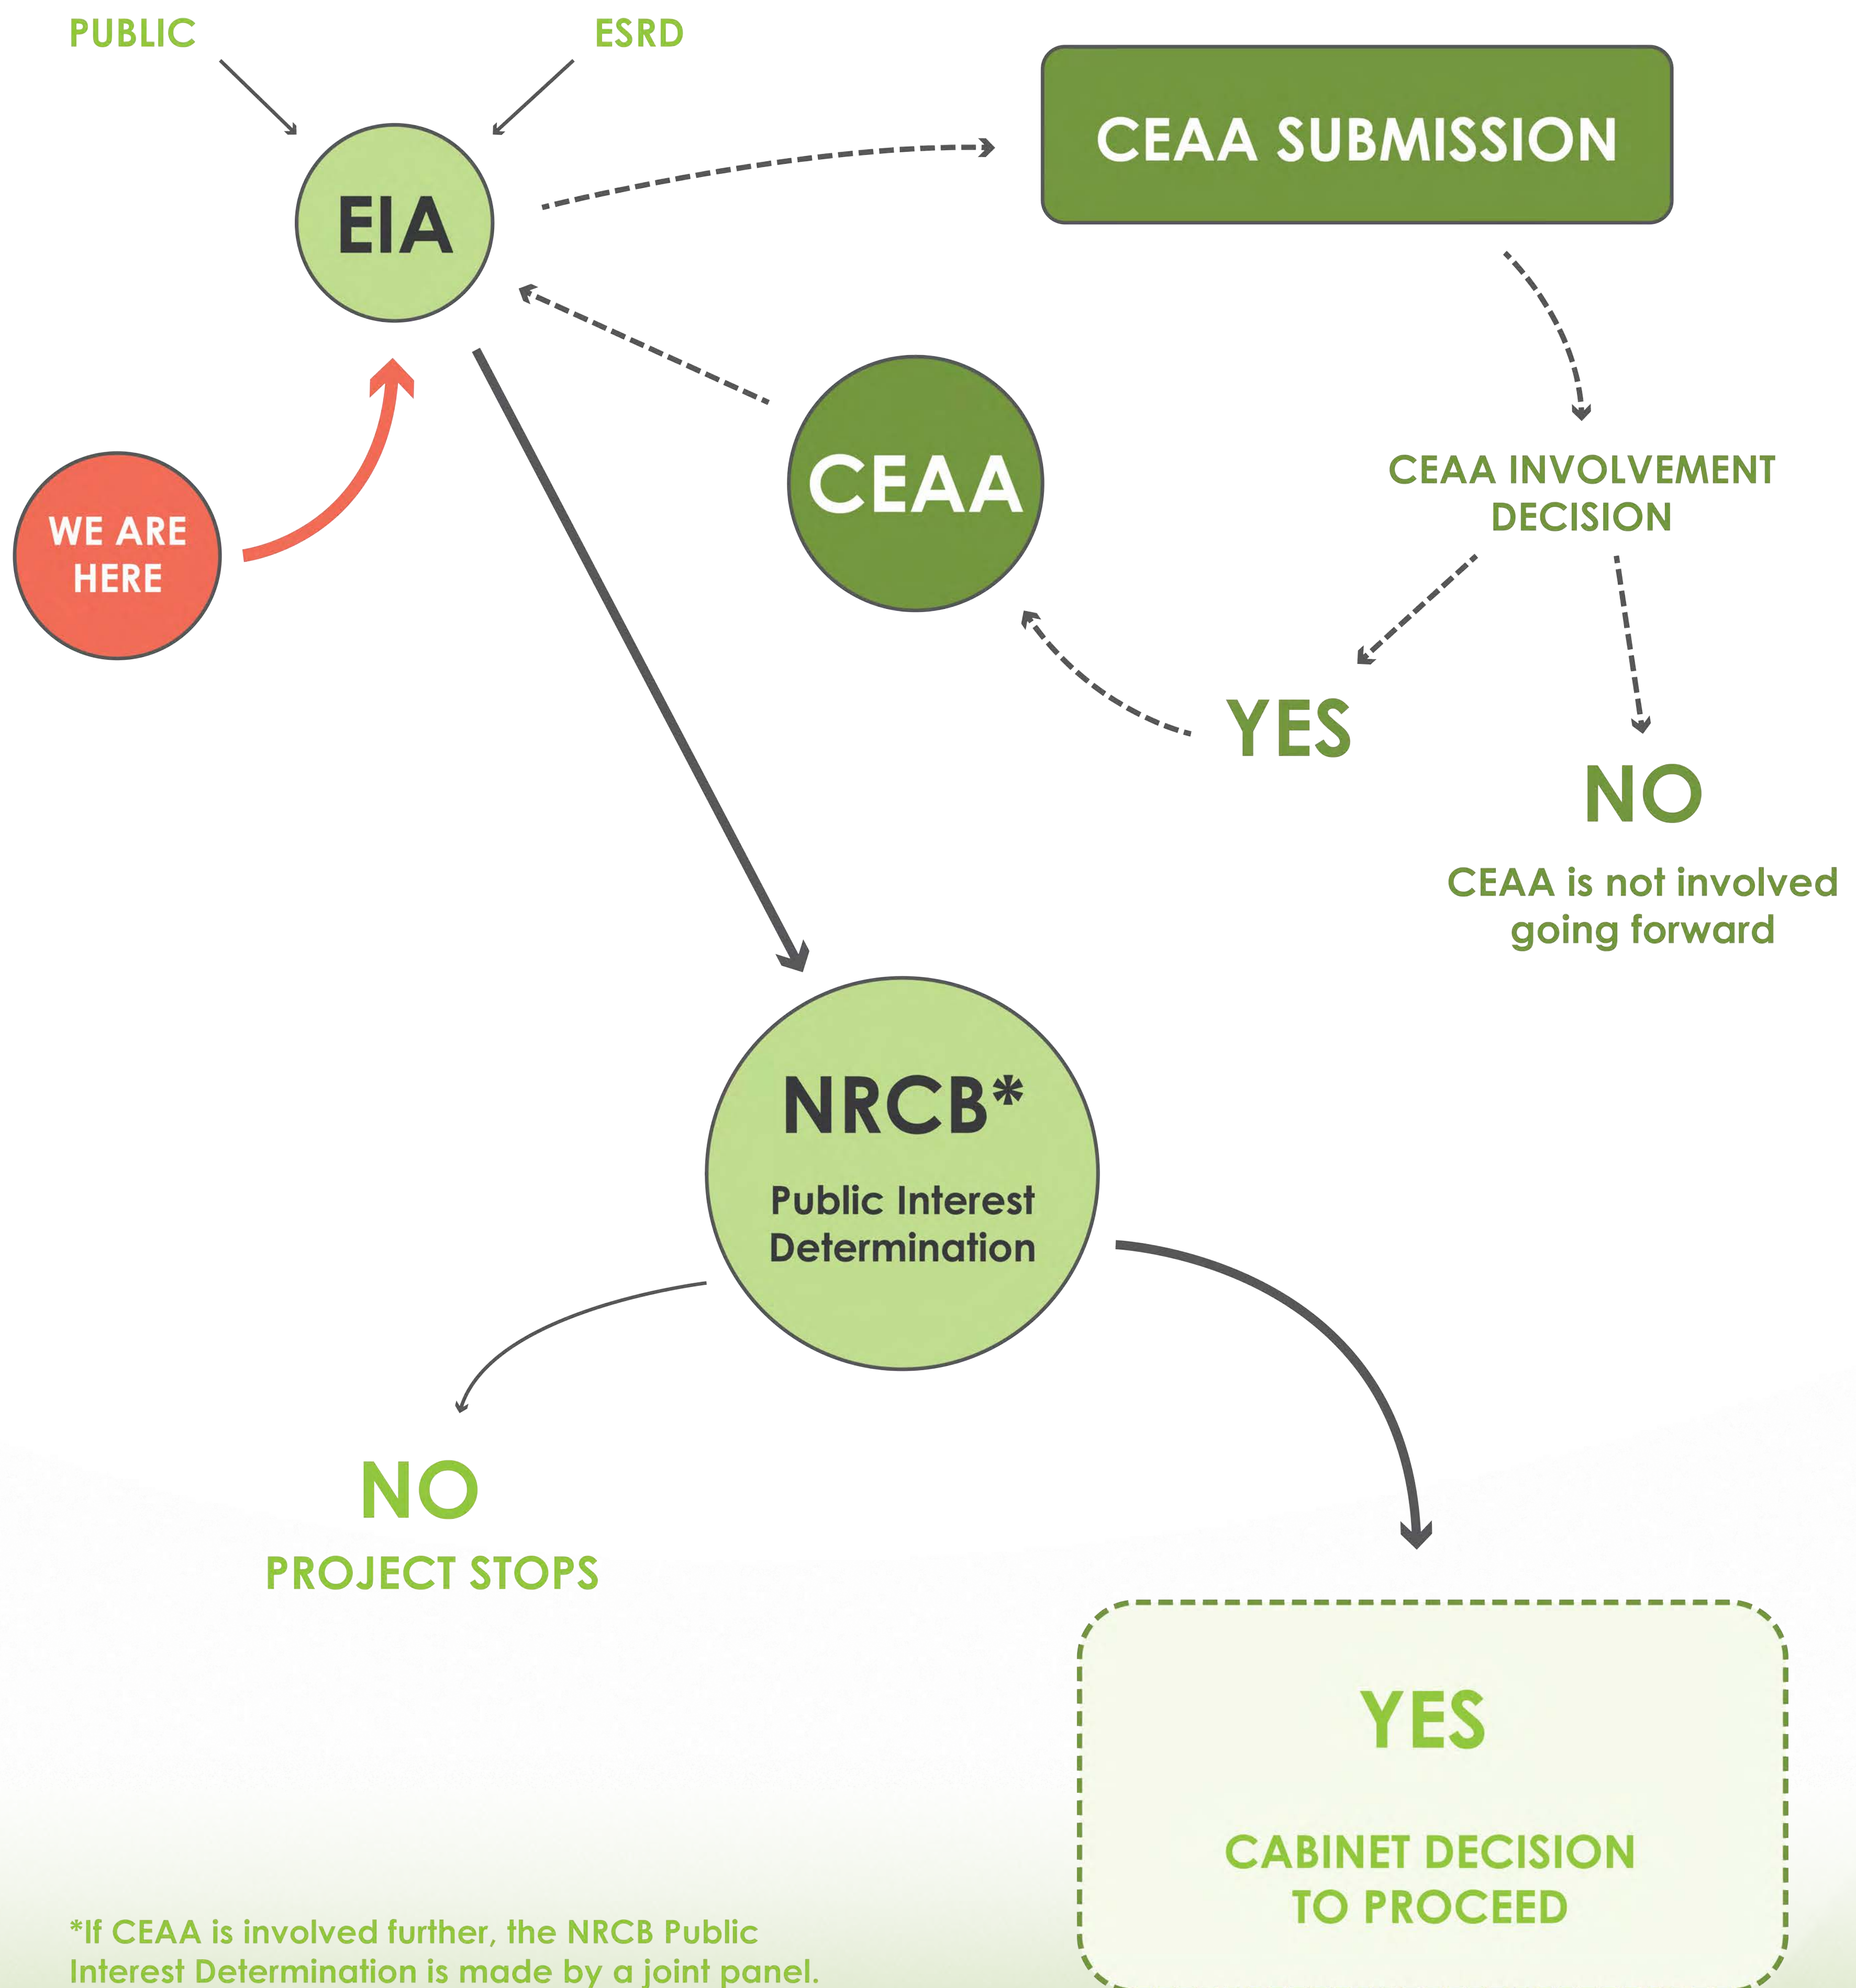 PUBLIC
ESRD
EIA
CEAA SUBMISSION
WE ARE
HERE
CEAA
CEAA INVOLVEMENT
DECISION
YES
NO
CEAA is not involved
going forward
NRCB*
Public Interest
Determination
NO
PROJECT STOPS
YES
CABINET DECISION
TO PROCEED
*If CEAA is involved further, the NRCB Public
Interest Determination is made by a joint panel.